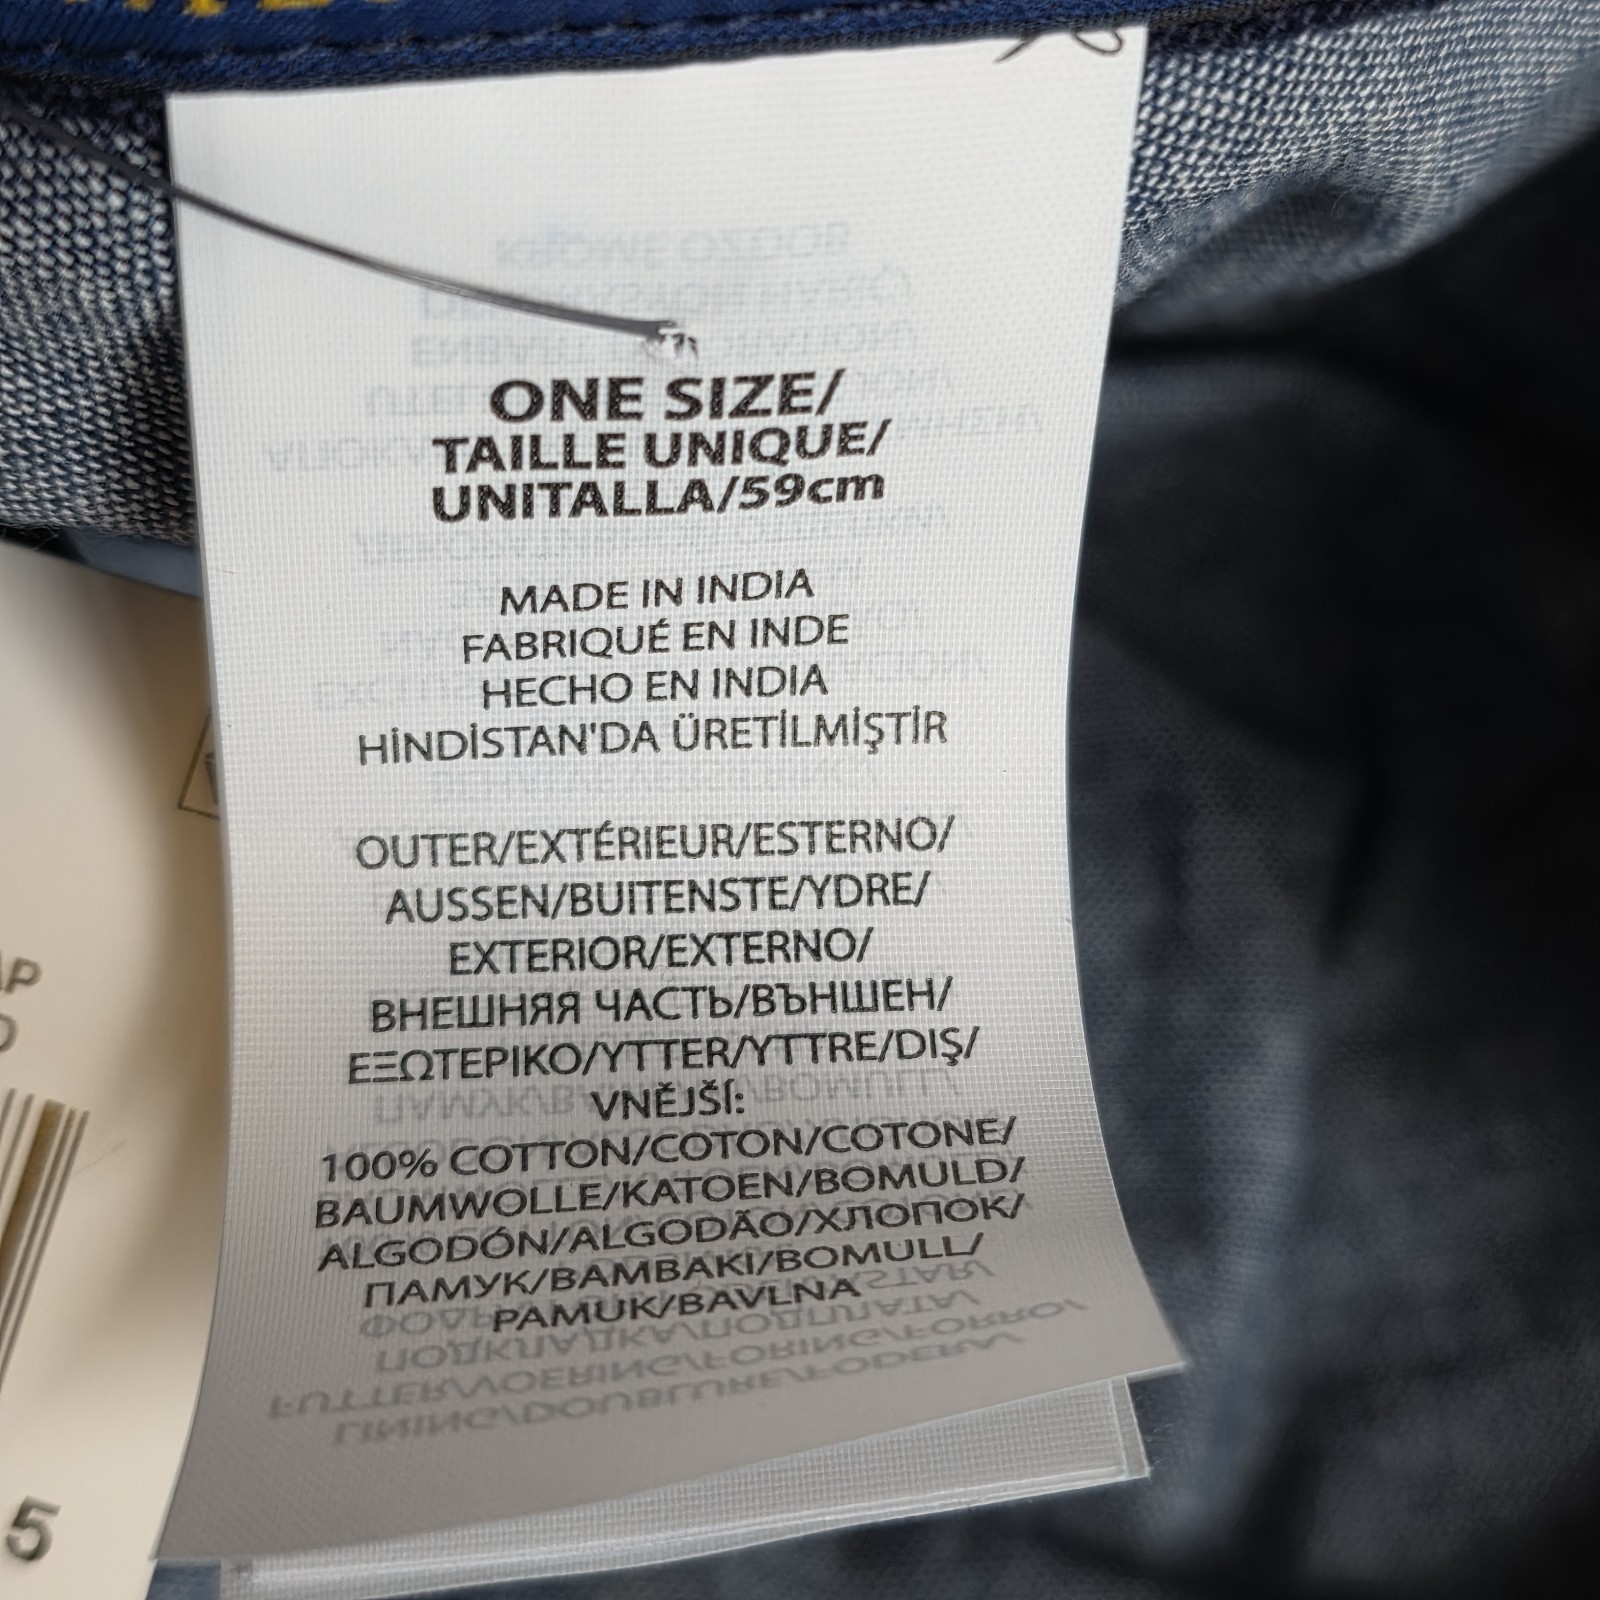 ONE SIZE/
TAILLE UNIQUE/
UNITALLA/59cm
MADE IN INDIA
FABRIQUÉ EN INDE
HECHO EN INDIA
HİNDİSTAN'DA ÜRETİLMİŞTİR
OUTER/EXTÉRIEUR/ESTERNO/
AUSSEN/BUITENSTE/YDRE/
EXTERIOR/EXTERNO/
ВНЕШНЯЯ ЧАСТЬ/ВЪНШЕН/
ΕΞΩΤΕΡΙΚΟ/YTTER/YTTRE/DIŞ/
VNĚJŠÍ:
100% COTTON/COTON/COTONE/
BAUMWOLLE/KATOEN/BOMULD/
ALGODÓN/ALGODÃO/ХЛОПОК/
ПАМУК/ΒΑΜΒΑΚΙ/BOMULL/
PAMUK/BAVLNA
5